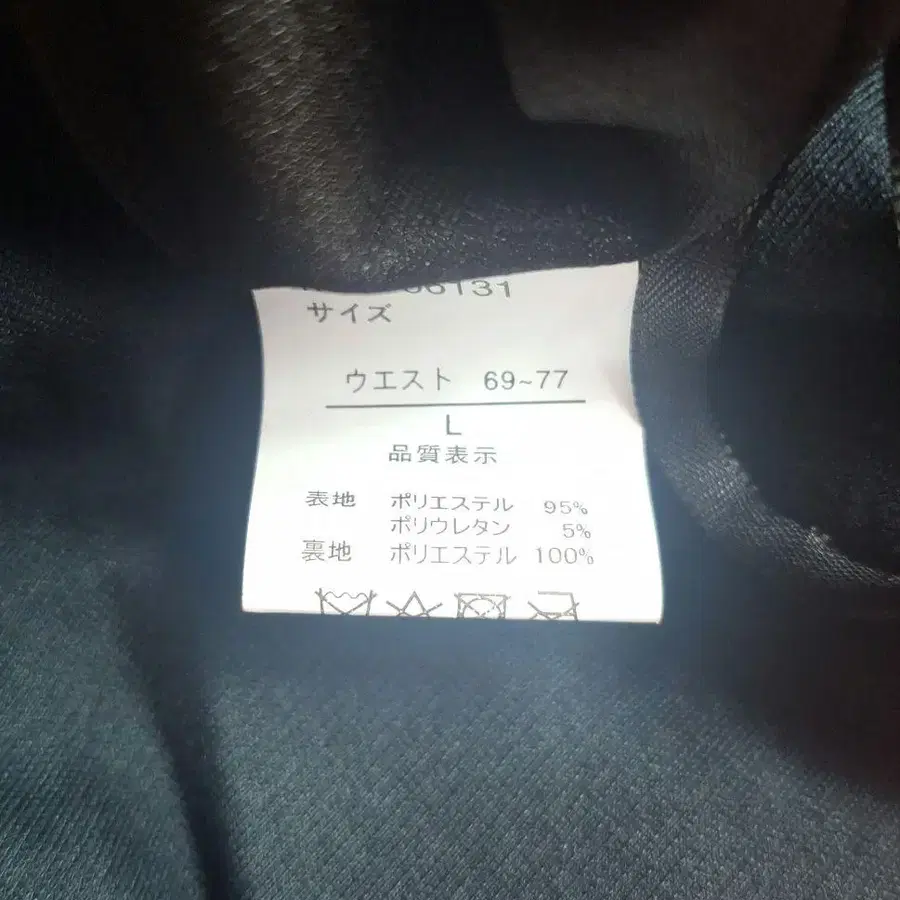 6131
サイズ
ウエスト 69~77
L
品質表示
表地 ポリエステル 95%
ポリウレタン 5%
裏地 ポリエステル 100%